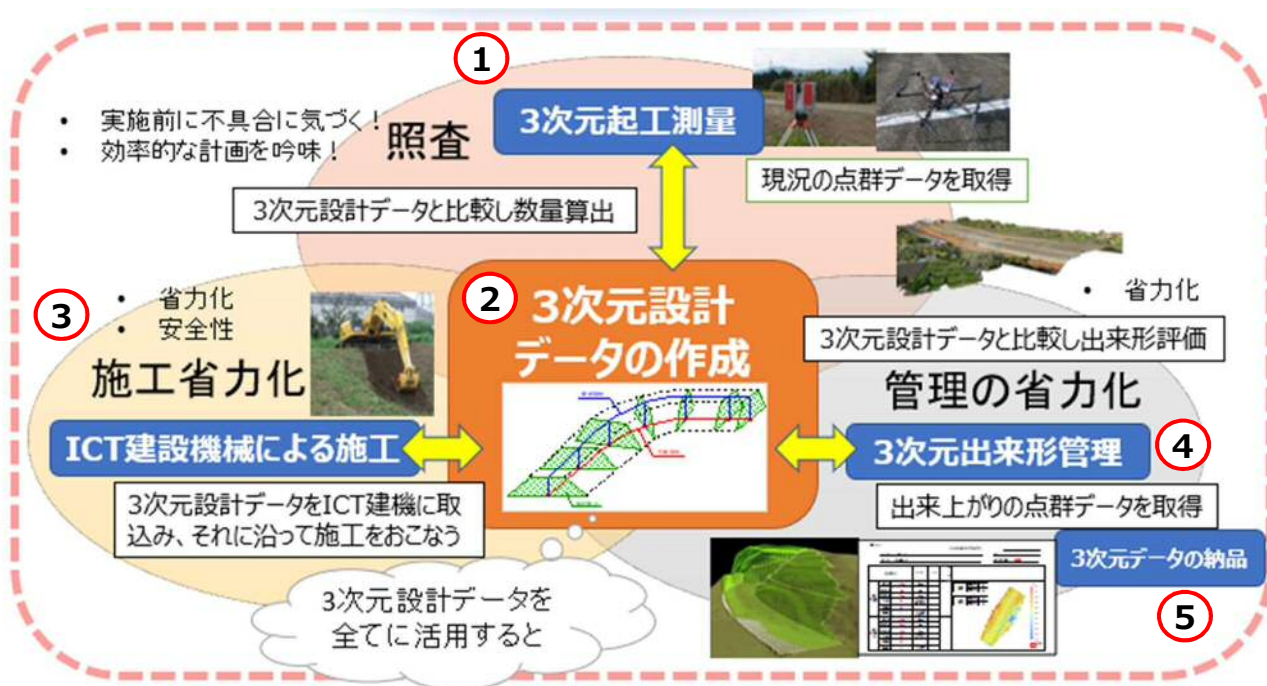 ①
3次元起工測量
・ 実施前に不具合に気づく！
・ 効率的な計画を吟味！
照査
現況の点群データを取得
3次元設計データと比較し数量算出
②
3次元設計
データの作成
③
・ 省力化
・ 安全性
施工省力化
ICT建設機械による施工
3次元設計データをICT建機に取
込み、それに沿って施工をおこなう
・ 省力化
3次元設計データと比較し出来形評価
管理の省力化
3次元出来形管理
④
出来上がりの点群データを取得
3次元データの納品
⑤
3次元設計データを
全てに活用すると